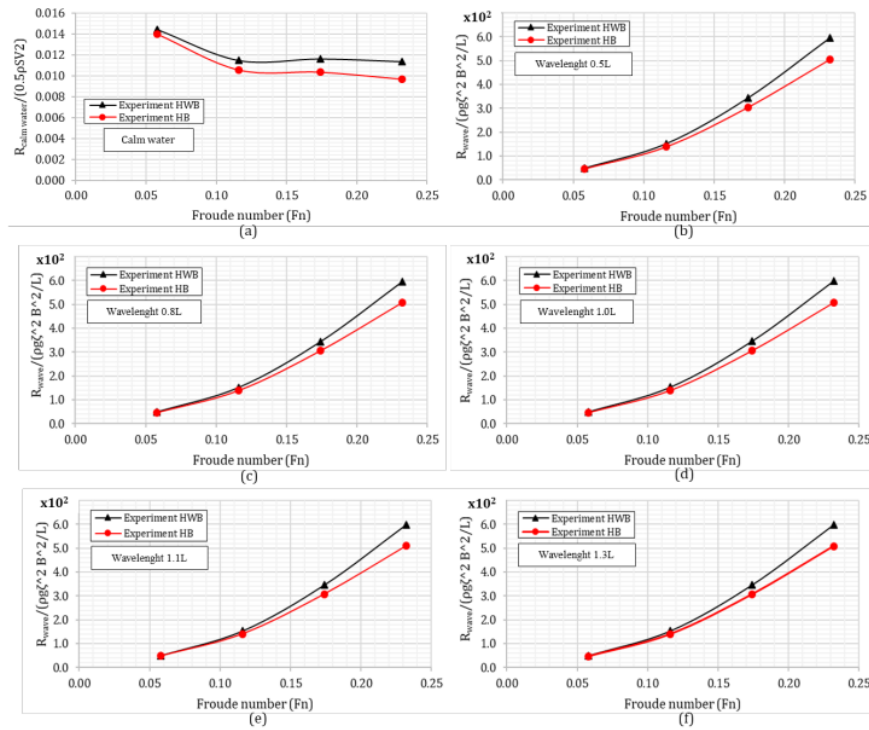 0.016
0.014
0.012
0.010
0.008
0.006
0.004
0.002
0.000
R_calm water/(0.5ρSV2)
Experiment HWB
Experiment HB
Calm water
0.00 0.05 0.10 0.15 0.20 0.25
Froude number (Fn)
(a)
x10²
6.0
5.0
4.0
3.0
2.0
1.0
0.0
R_wave/(ρgζ^2 B^2/L)
Experiment HWB
Experiment HB
Wavelenght 0.5L
0.00 0.05 0.10 0.15 0.20 0.25
Froude number (Fn)
(b)
x10²
6.0
5.0
4.0
3.0
2.0
1.0
0.0
R_wave/(ρgζ^2 B^2/L)
Experiment HWB
Experiment HB
Wavelenght 0.8L
0.00 0.05 0.10 0.15 0.20 0.25
Froude number (Fn)
(c)
x10²
6.0
5.0
4.0
3.0
2.0
1.0
0.0
R_wave/(ρgζ^2 B^2/L)
Experiment HWB
Experiment HB
Wavelenght 1.0L
0.00 0.05 0.10 0.15 0.20 0.25
Froude number (Fn)
(d)
x10²
6.0
5.0
4.0
3.0
2.0
1.0
0.0
R_wave/(ρgζ^2 B^2/L)
Experiment HWB
Experiment HB
Wavelenght 1.1L
0.00 0.05 0.10 0.15 0.20 0.25
Froude number (Fn)
(e)
x10²
6.0
5.0
4.0
3.0
2.0
1.0
0.0
R_wave/(ρgζ^2 B^2/L)
Experiment HWB
Experiment HB
Wavelenght 1.3L
0.00 0.05 0.10 0.15 0.20 0.25
Froude number (Fn)
(f)